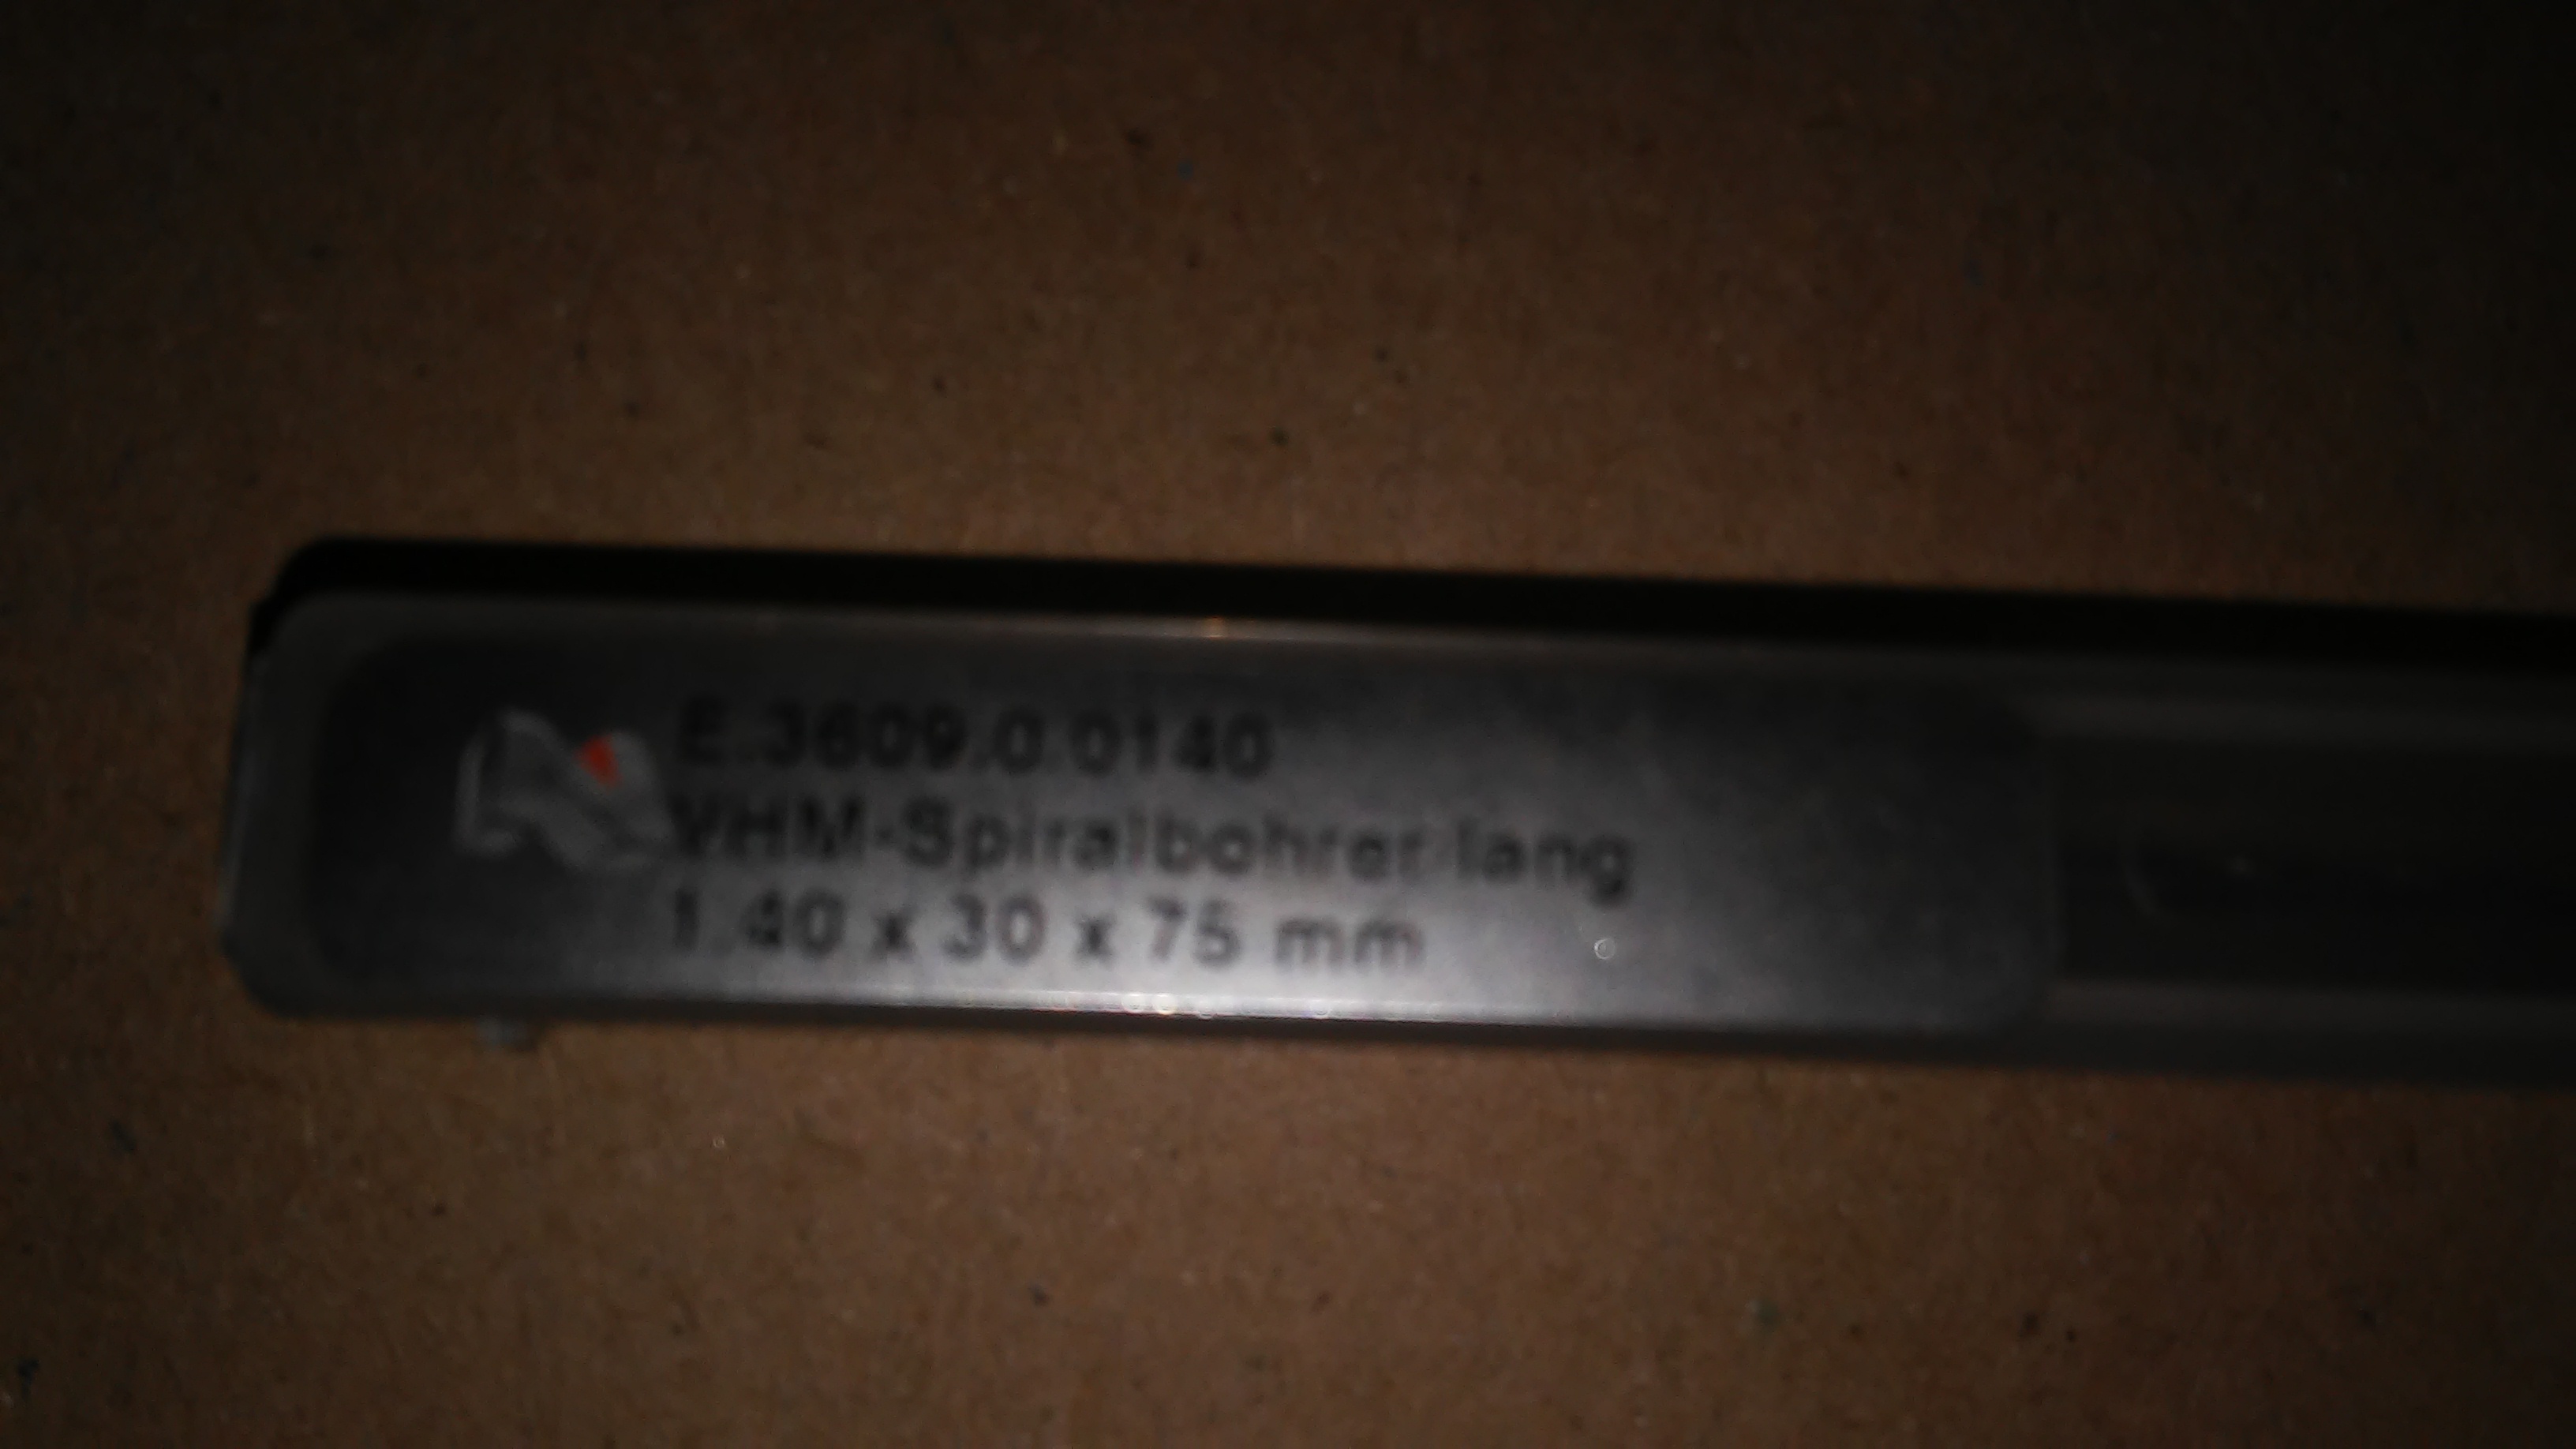 E.3609.0.0140
VHM-Spiralbohrer lang
1.40 x 30 x 75 mm